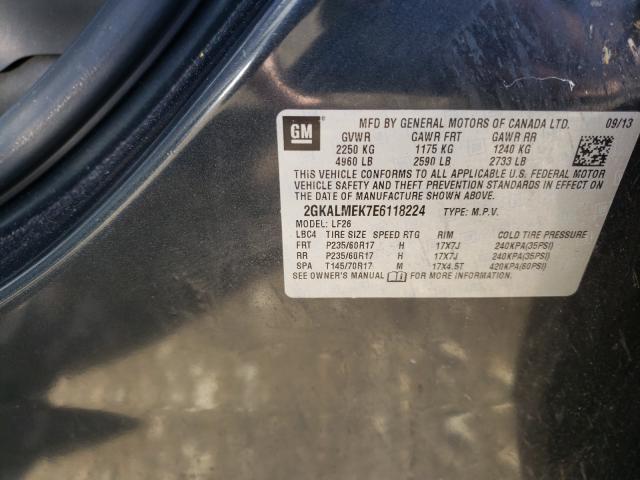 GM ®
MFD BY GENERAL MOTORS OF CANADA LTD. 09/13
GVWR GAWR FRT GAWR RR
2250 KG 1175 KG 1240 KG
4960 LB 2590 LB 2733 LB
THIS VEHICLE CONFORMS TO ALL APPLICABLE U.S. FEDERAL MOTOR
VEHICLE SAFETY AND THEFT PREVENTION STANDARDS IN EFFECT ON
THE DATE OF MANUFACTURE SHOWN ABOVE.
2GKALMEK7E6118224 TYPE: M.P.V.
MODEL: LF26
LBC4 TIRE SIZE SPEED RTG RIM COLD TIRE PRESSURE
FRT P235/60R17 H 17X7J 240KPA(35PSI)
RR P235/60R17 H 17X7J 240KPA(35PSI)
SPA T145/70R17 M 17X4.5T 420KPA(60PSI)
SEE OWNER'S MANUAL FOR MORE INFORMATION.